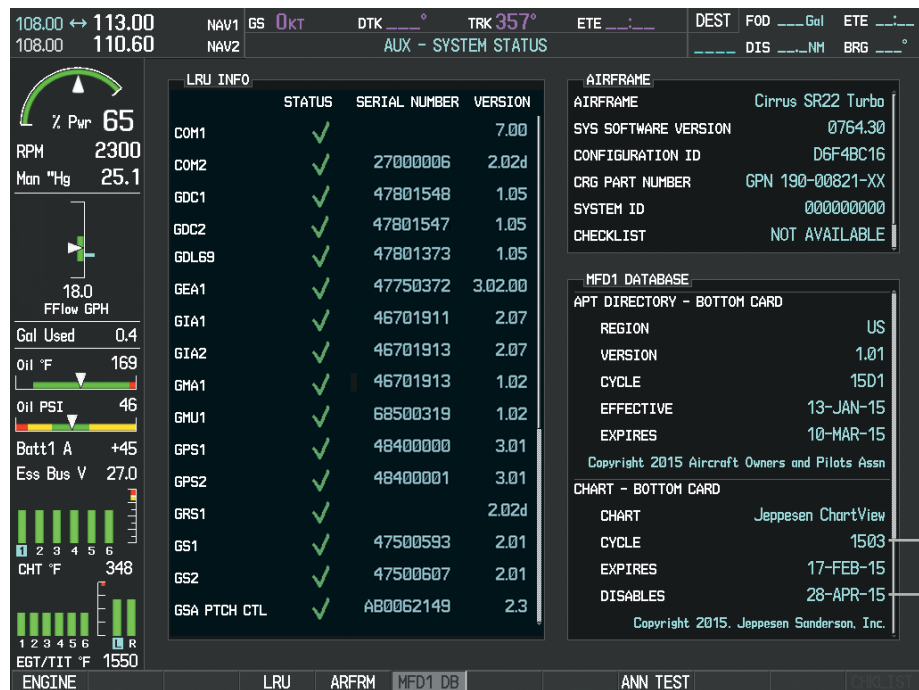 108.00 ↔ 113.00 NAV1 GS 0KT DTK ___° TRK 357° ETE __:__ DEST FOD ___Gal ETE __:__
108.00 110.60 NAV2 AUX - SYSTEM STATUS ____ DIS __._NM BRG ___°
% Pwr 65
RPM 2300
Man "Hg 25.1
18.0
FFlow GPH
Gal Used 0.4
Oil °F 169
Oil PSI 46
Batt1 A +45
Ess Bus V 27.0
1 2 3 4 5 6
CHT °F 348
1 2 3 4 5 6 L R
EGT/TIT °F 1550
LRU INFO
STATUS SERIAL NUMBER VERSION
COM1 ✓ 7.00
COM2 ✓ 27000006 2.02d
GDC1 ✓ 47801548 1.05
GDC2 ✓ 47801547 1.05
GDL69 ✓ 47801373 1.05
GEA1 ✓ 47750372 3.02.00
GIA1 ✓ 46701911 2.07
GIA2 ✓ 46701913 2.07
GMA1 ✓ 46701913 1.02
GMU1 ✓ 68500319 1.02
GPS1 ✓ 48400000 3.01
GPS2 ✓ 48400001 3.01
GRS1 ✓ 2.02d
GS1 ✓ 47500593 2.01
GS2 ✓ 47500607 2.01
GSA PTCH CTL ✓ AB0062149 2.3
AIRFRAME
AIRFRAME Cirrus SR22 Turbo
SYS SOFTWARE VERSION 0764.30
CONFIGURATION ID D6F4BC16
CRG PART NUMBER GPN 190-00821-XX
SYSTEM ID 000000000
CHECKLIST NOT AVAILABLE
MFD1 DATABASE
APT DIRECTORY - BOTTOM CARD
REGION US
VERSION 1.01
CYCLE 15D1
EFFECTIVE 13-JAN-15
EXPIRES 10-MAR-15
Copyright 2015 Aircraft Owners and Pilots Assn
CHART - BOTTOM CARD
CHART Jeppesen ChartView
CYCLE 1503
EXPIRES 17-FEB-15
DISABLES 28-APR-15
Copyright 2015. Jeppesen Sanderson, Inc.
ENGINE LRU ARFRM MFD1 DB ANN TEST CHKLIST